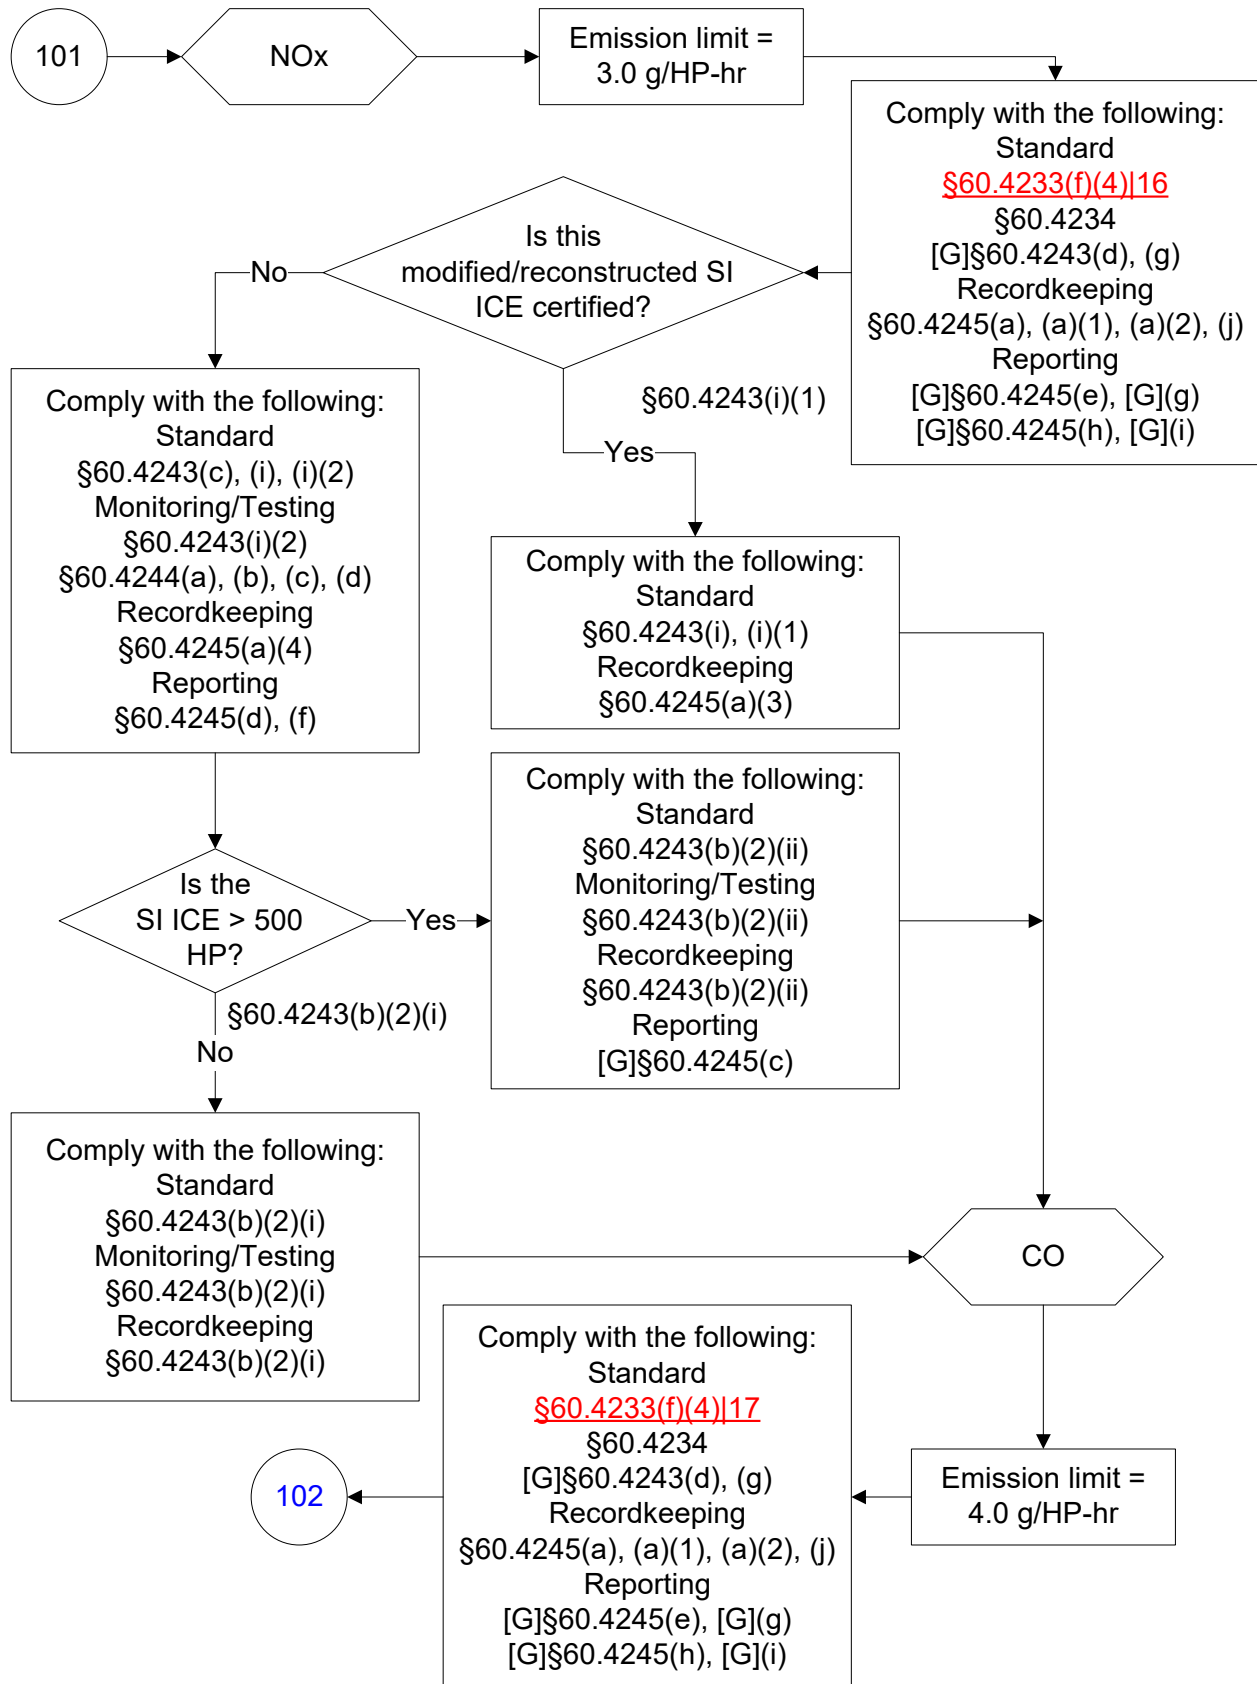 101
NOx
Emission limit =
3.0 g/HP-hr
Comply with the following:
Standard
§60.4233(f)(4)|16
§60.4234
[G]§60.4243(d), (g)
Recordkeeping
§60.4245(a), (a)(1), (a)(2), (j)
Reporting
[G]§60.4245(e), [G](g)
[G]§60.4245(h), [G](i)
Is this
modified/reconstructed SI
ICE certified?
No
§60.4243(i)(1)
Yes
Comply with the following:
Standard
§60.4243(c), (i), (i)(2)
Monitoring/Testing
§60.4243(i)(2)
§60.4244(a), (b), (c), (d)
Recordkeeping
§60.4245(a)(4)
Reporting
§60.4245(d), (f)
Comply with the following:
Standard
§60.4243(i), (i)(1)
Recordkeeping
§60.4245(a)(3)
Is the
SI ICE > 500
HP?
Yes
§60.4243(b)(2)(i)
No
Comply with the following:
Standard
§60.4243(b)(2)(ii)
Monitoring/Testing
§60.4243(b)(2)(ii)
Recordkeeping
§60.4243(b)(2)(ii)
Reporting
[G]§60.4245(c)
Comply with the following:
Standard
§60.4243(b)(2)(i)
Monitoring/Testing
§60.4243(b)(2)(i)
Recordkeeping
§60.4243(b)(2)(i)
CO
Emission limit =
4.0 g/HP-hr
Comply with the following:
Standard
§60.4233(f)(4)|17
§60.4234
[G]§60.4243(d), (g)
Recordkeeping
§60.4245(a), (a)(1), (a)(2), (j)
Reporting
[G]§60.4245(e), [G](g)
[G]§60.4245(h), [G](i)
102